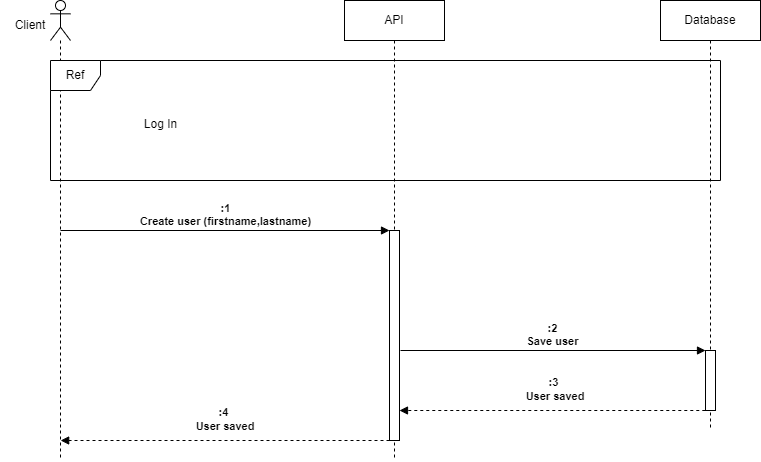 Client
API
Database
Ref
Log In
:1
Create user (firstname,lastname)
:2
Save user
:3
User saved
:4
User saved